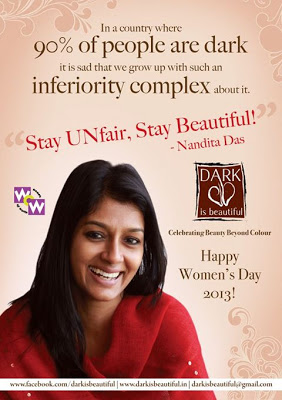 In a country where
90% of people are dark
it is sad that we grow up with such an
inferiority complex about it.
"Stay UNfair, Stay Beautiful!"
- Nandita Das
DARK
is beautiful
W W
Celebrating Beauty Beyond Colour
Happy
Women's Day
2013!
www.facebook.com/darkisbeautiful | www.darkisbeautiful.in | darkisbeautiful@gmail.com